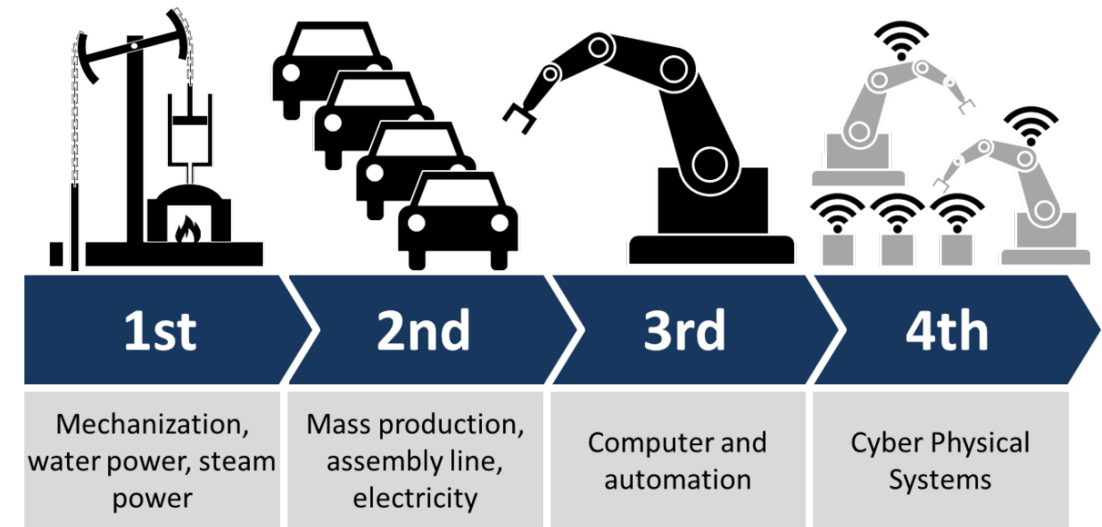 1st
2nd
3rd
4th
Mechanization,
water power, steam
power
Mass production,
assembly line,
electricity
Computer and
automation
Cyber Physical
Systems